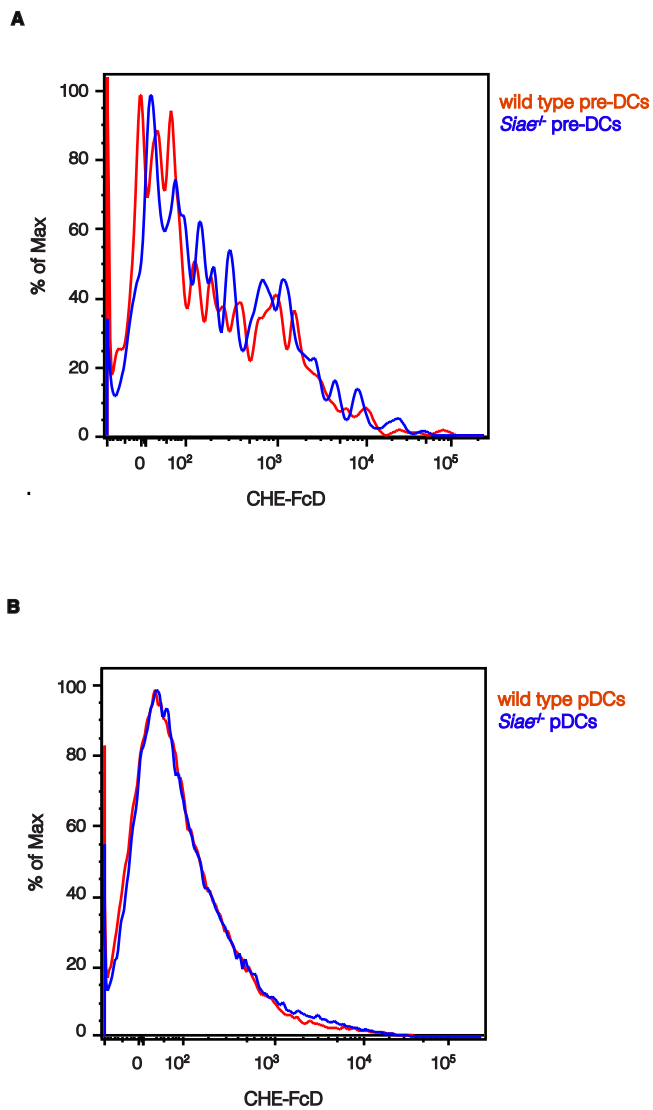 A
100
80
60
40
20
0
% of Max
0 10² 10³ 10⁴ 10⁵
CHE-FcD
wild type pre-DCs
Siae-/- pre-DCs
.
B
100
80
60
40
20
0
% of Max
0 10² 10³ 10⁴ 10⁵
CHE-FcD
wild type pDCs
Siae-/- pDCs